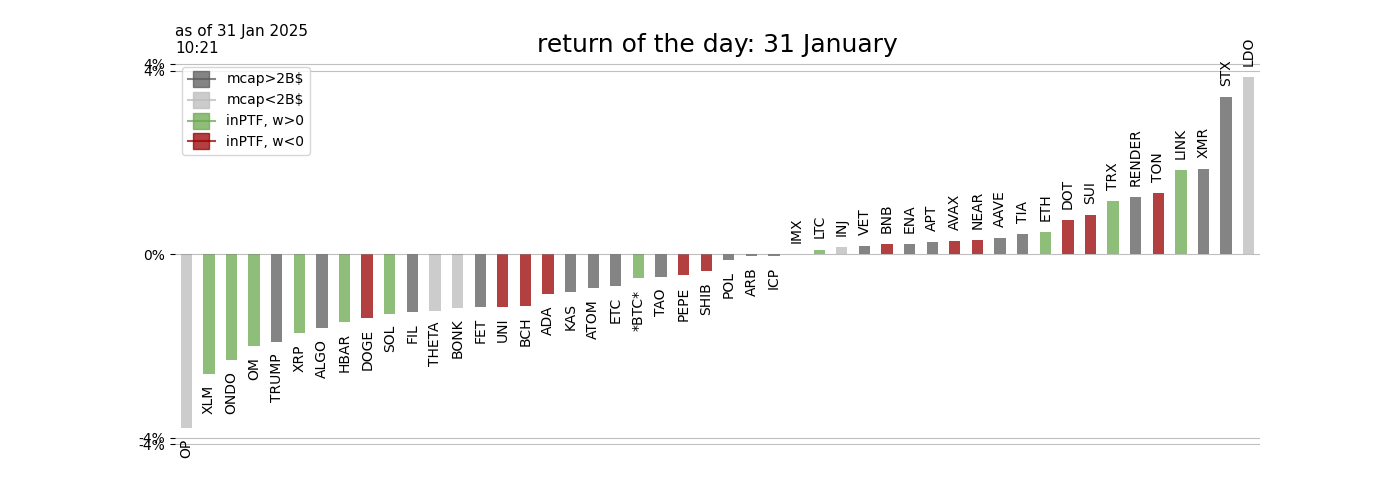 as of 31 Jan 2025
10:21
return of the day: 31 January
4%
4%
0%
-4%
-4%
mcap>2B$
mcap<2B$
inPTF, w>0
inPTF, w<0
OP
XLM
ONDO
OM
TRUMP
XRP
ALGO
HBAR
DOGE
SOL
FIL
THETA
BONK
FET
UNI
BCH
ADA
KAS
ATOM
ETC
*BTC*
TAO
PEPE
SHIB
POL
ARB
ICP
IMX
LTC
INJ
VET
BNB
ENA
APT
AVAX
NEAR
AAVE
TIA
ETH
DOT
SUI
TRX
RENDER
TON
LINK
XMR
STX
LDO